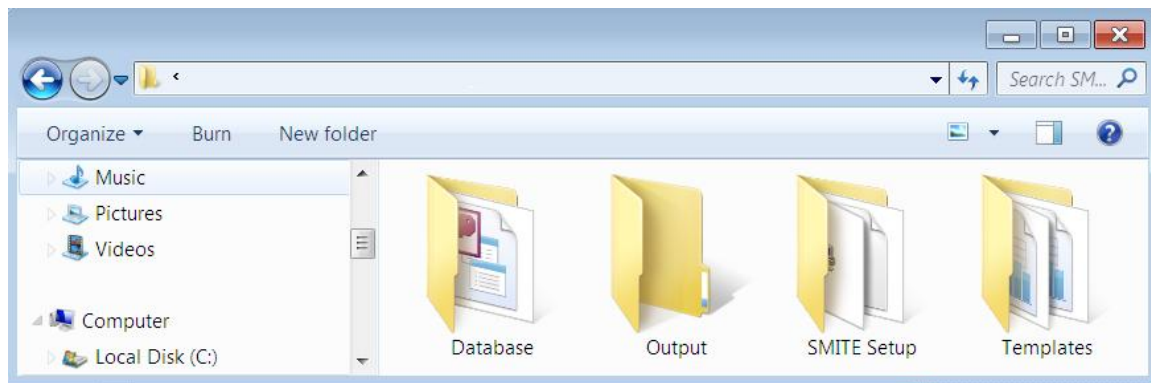 Search SM...
Organize Burn New folder
Music
Pictures
Videos
Computer
Local Disk (C:)
Database Output SMITE Setup Templates